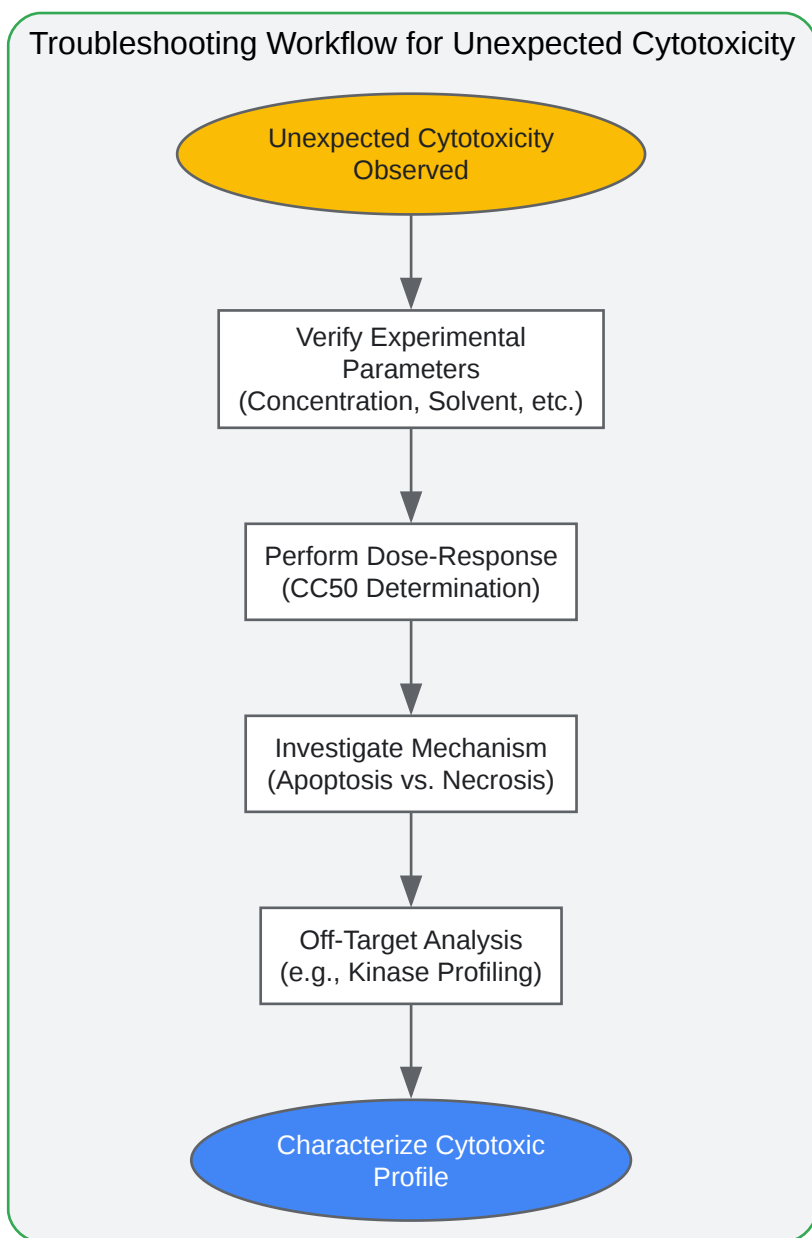 Troubleshooting Workflow for Unexpected Cytotoxicity
Unexpected Cytotoxicity
Observed
Verify Experimental
Parameters
(Concentration, Solvent, etc.)
Perform Dose-Response
(CC50 Determination)
Investigate Mechanism
(Apoptosis vs. Necrosis)
Off-Target Analysis
(e.g., Kinase Profiling)
Characterize Cytotoxic
Profile